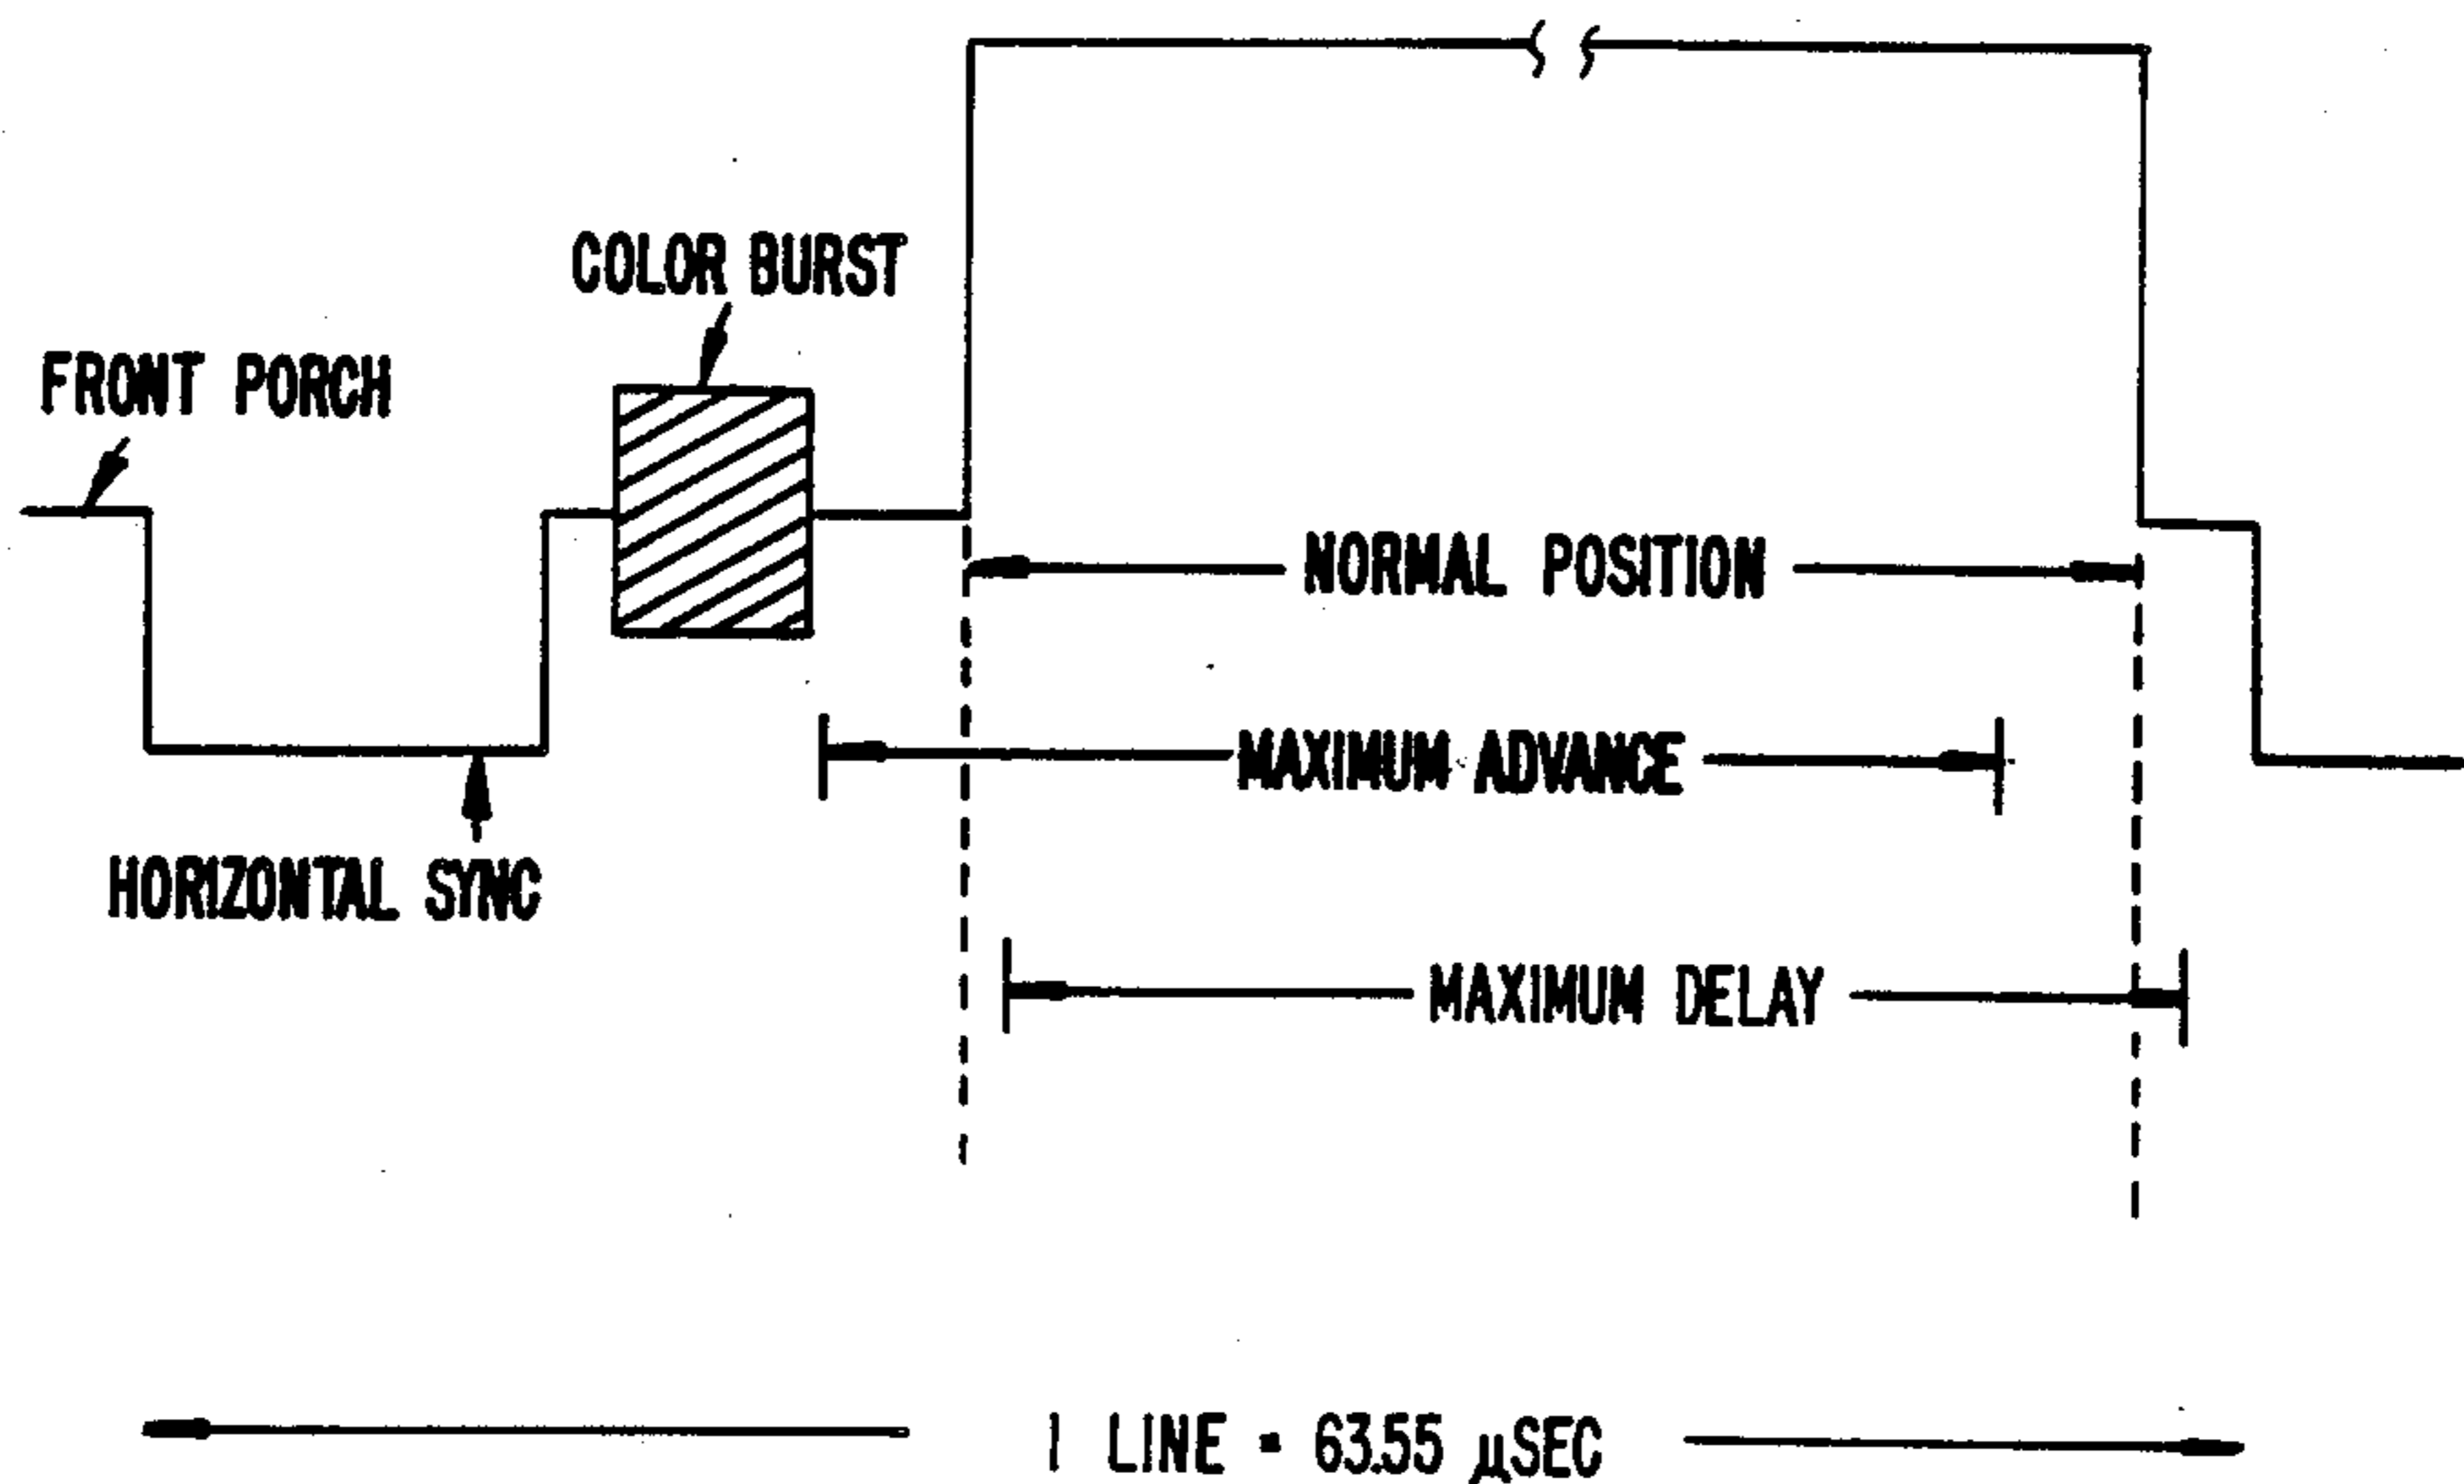 COLOR BURST
FRONT PORCH
NORMAL POSITION
MAXIMUM ADVANCE
HORIZONTAL SYNC
MAXIMUM DELAY
1 LINE = 63.55 µSEC